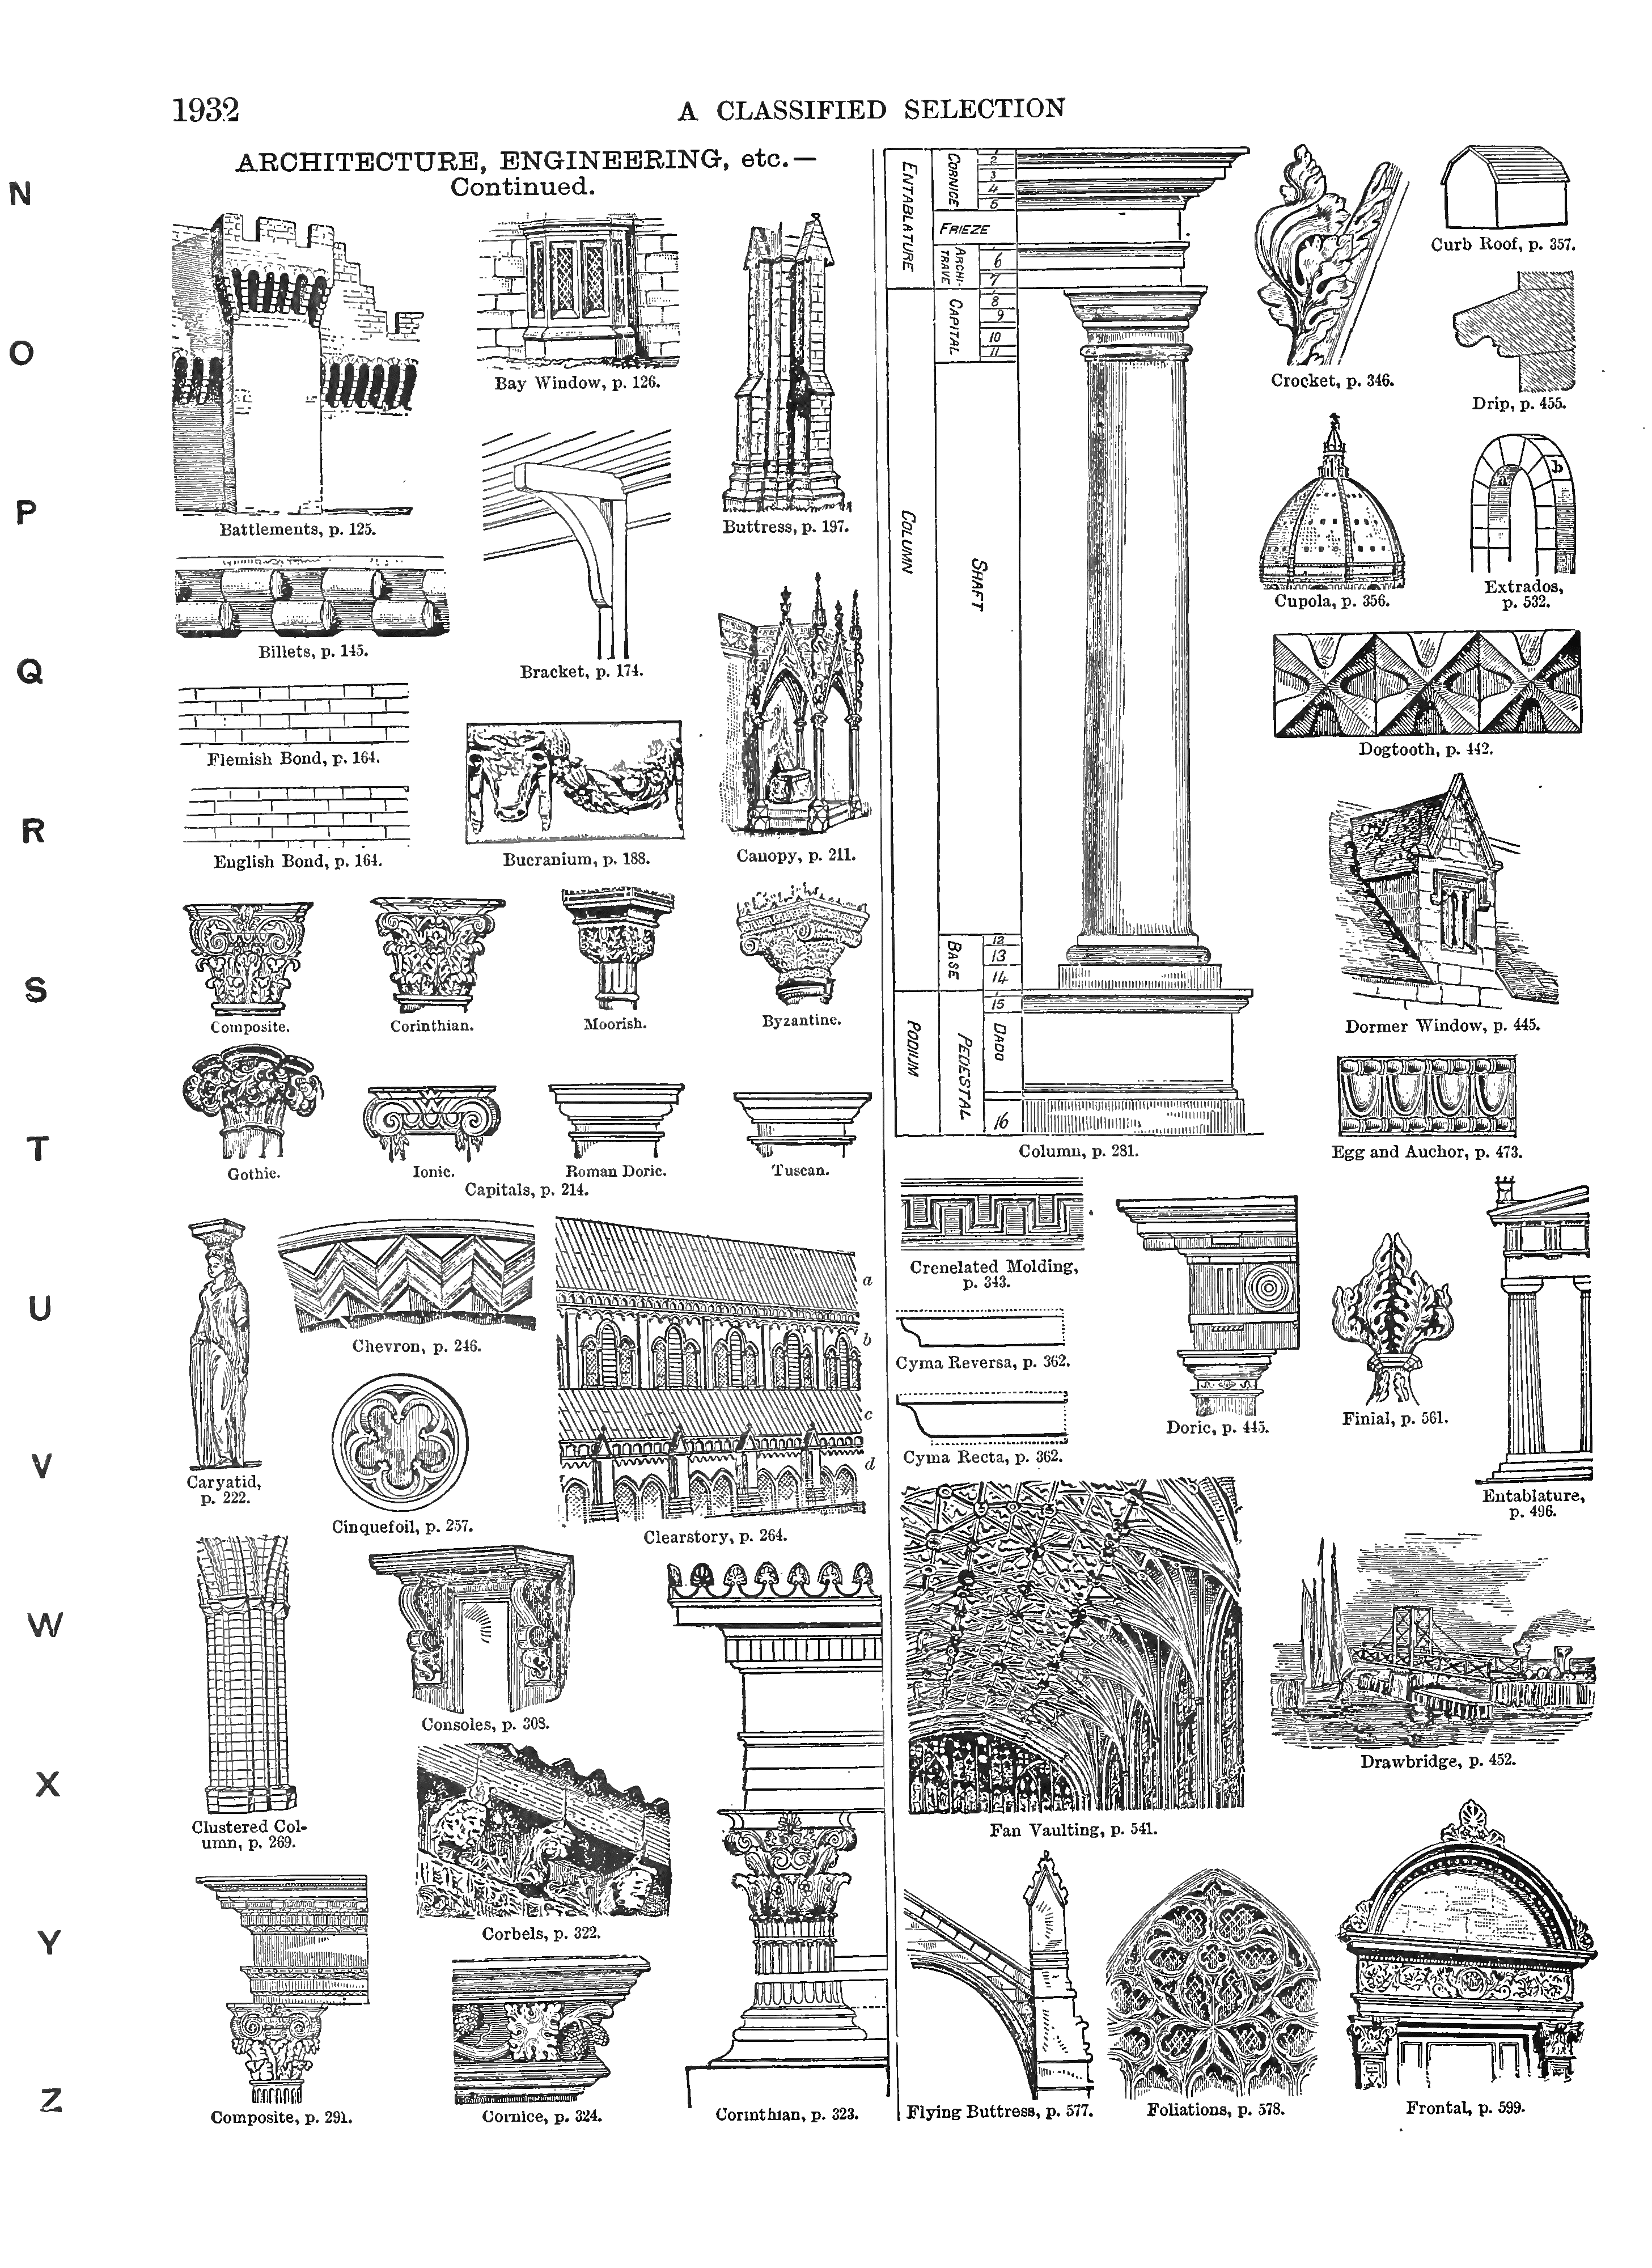 1932
A CLASSIFIED SELECTION
N
O
P
Q
R
S
T
U
V
W
X
Y
Z
ARCHITECTURE, ENGINEERING, etc.—
Continued.
Battlements, p. 125.
Bay Window, p. 126.
Buttress, p. 197.
Billets, p. 145.
Bracket, p. 174.
Flemish Bond, p. 164.
English Bond, p. 164.
Bucranium, p. 188.
Canopy, p. 211.
Composite.
Corinthian.
Moorish.
Byzantine.
Gothic.
Ionic.
Roman Doric.
Tuscan.
Capitals, p. 214.
Caryatid,
p. 222.
Chevron, p. 246.
Cinquefoil, p. 257.
a
b
c
d
Clearstory, p. 264.
Clustered Col-
umn, p. 269.
Consoles, p. 308.
Corbels, p. 322.
Composite, p. 291.
Cornice, p. 324.
Corinthian, p. 323.
ENTABLATURE
CORNICE
1
2
3
4
5
FRIEZE
ARCHI-
TRAVE
6
7
COLUMN
CAPITAL
8
9
10
11
SHAFT
BASE
12
13
14
PODIUM
PEDESTAL
15
DADO
16
Column, p. 281.
Crocket, p. 346.
Curb Roof, p. 357.
Drip, p. 455.
Cupola, p. 356.
a
b
Extrados,
p. 532.
Dogtooth, p. 442.
Dormer Window, p. 445.
Egg and Anchor, p. 473.
Crenelated Molding,
p. 343.
Cyma Reversa, p. 362.
Cyma Recta, p. 362.
Doric, p. 445.
Finial, p. 561.
Entablature,
p. 496.
Fan Vaulting, p. 541.
Drawbridge, p. 452.
Flying Buttress, p. 577.
Foliations, p. 578.
Frontal, p. 599.